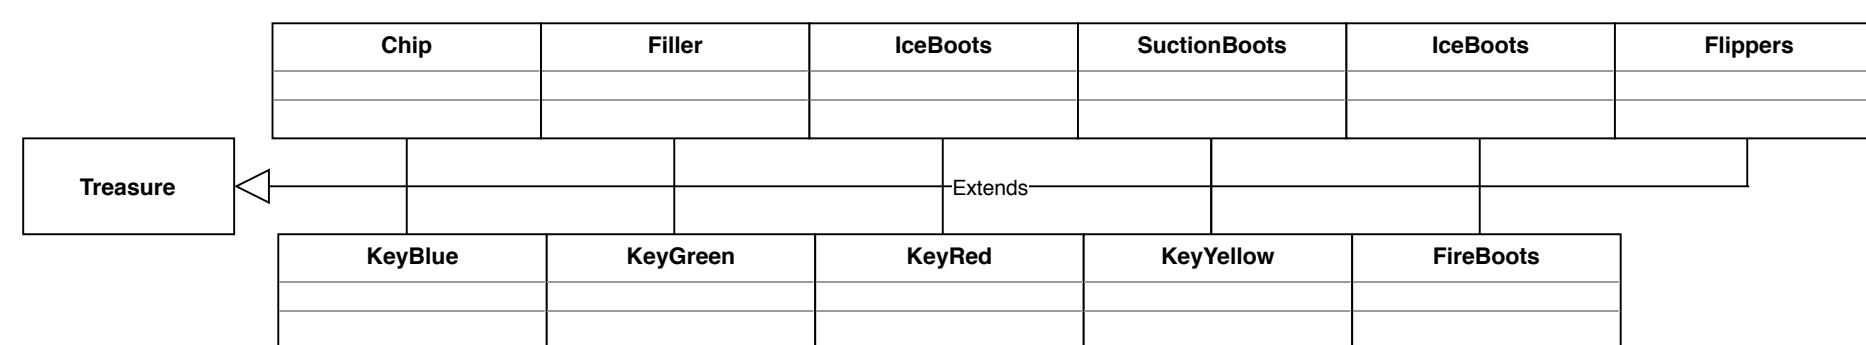 Chip Filler IceBoots SuctionBoots IceBoots Flippers
Treasure Extends
KeyBlue KeyGreen KeyRed KeyYellow FireBoots